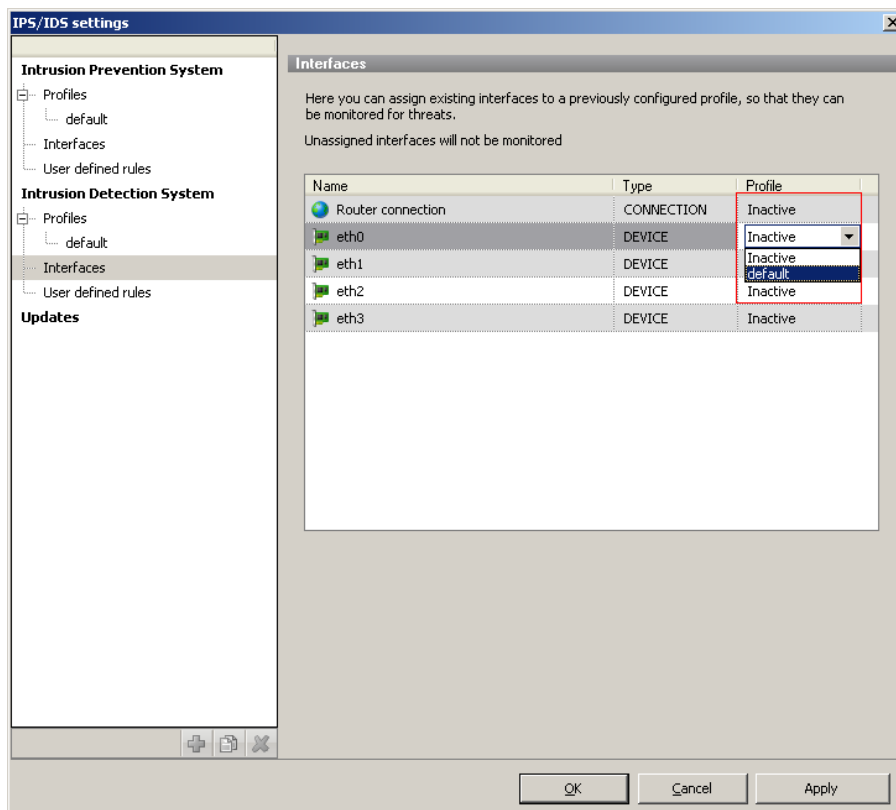 IPS/IDS settings
Intrusion Prevention System
Profiles
default
Interfaces
User defined rules
Intrusion Detection System
Profiles
default
Interfaces
User defined rules
Updates
Interfaces
Here you can assign existing interfaces to a previously configured profile, so that they can
be monitored for threats.
Unassigned interfaces will not be monitored
Name Type Profile
Router connection CONNECTION Inactive
eth0 DEVICE Inactive
Inactive
eth1 DEVICE default
eth2 DEVICE Inactive
eth3 DEVICE Inactive
OK Cancel Apply